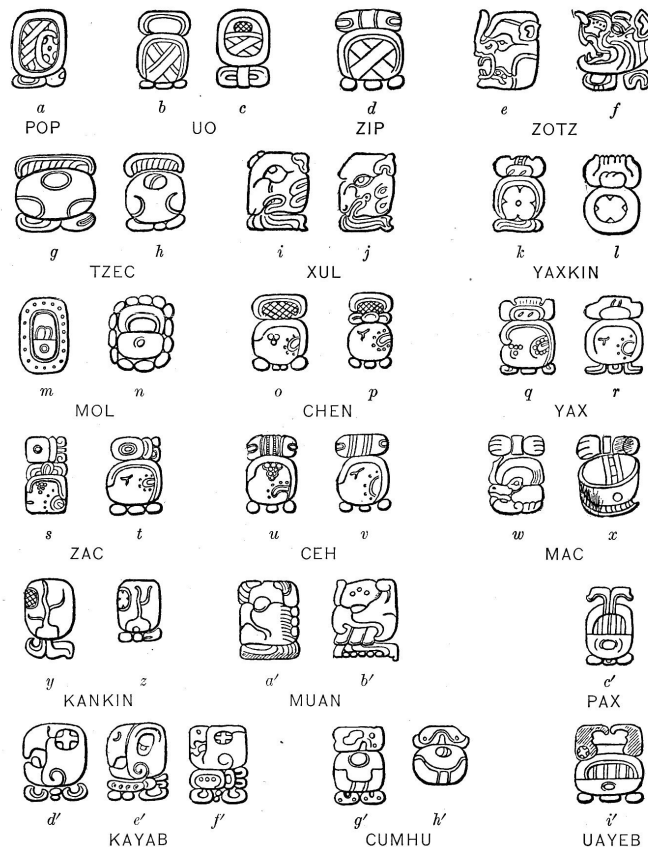 a b c d e f
POP UO ZIP ZOTZ
g h i j k l
TZEC XUL YAXKIN
m n o p q r
MOL CHEN YAX
s t u v w x
ZAC CEH MAC
y z a′ b′ c′
KANKIN MUAN PAX
d′ e′ f′ g′ h′ i′
KAYAB CUMHU UAYEB